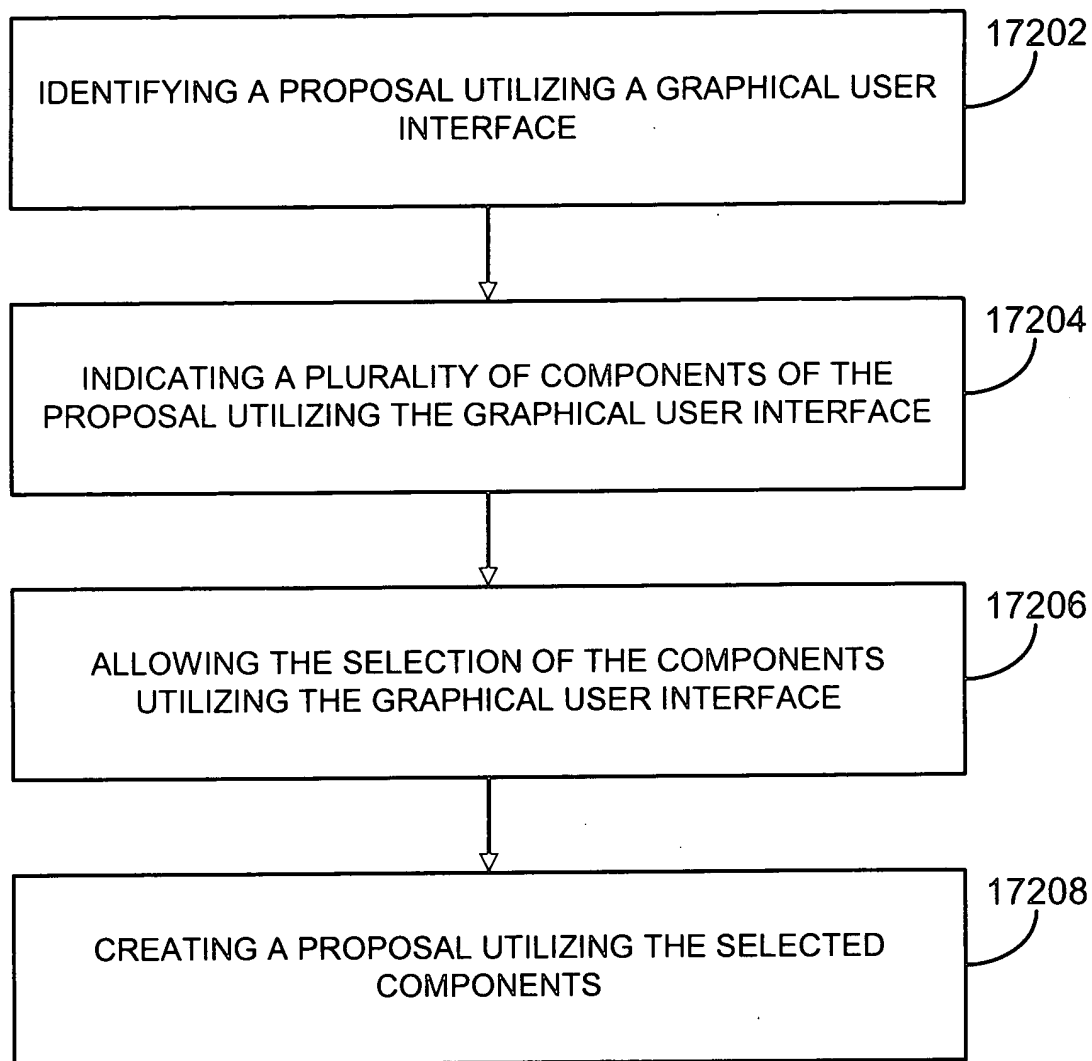 17202
IDENTIFYING A PROPOSAL UTILIZING A GRAPHICAL USER
INTERFACE
17204
INDICATING A PLURALITY OF COMPONENTS OF THE
PROPOSAL UTILIZING THE GRAPHICAL USER INTERFACE
17206
ALLOWING THE SELECTION OF THE COMPONENTS
UTILIZING THE GRAPHICAL USER INTERFACE
17208
CREATING A PROPOSAL UTILIZING THE SELECTED
COMPONENTS